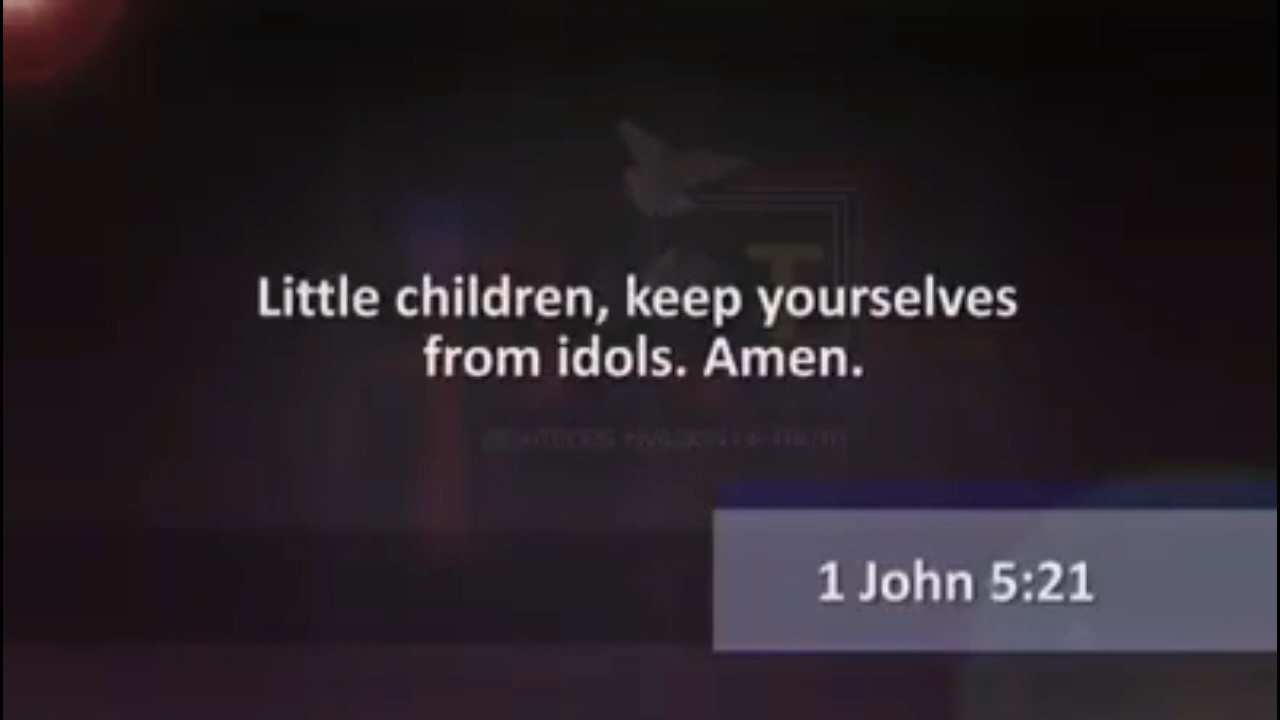 Little children, keep yourselves
from idols. Amen.
1 John 5:21